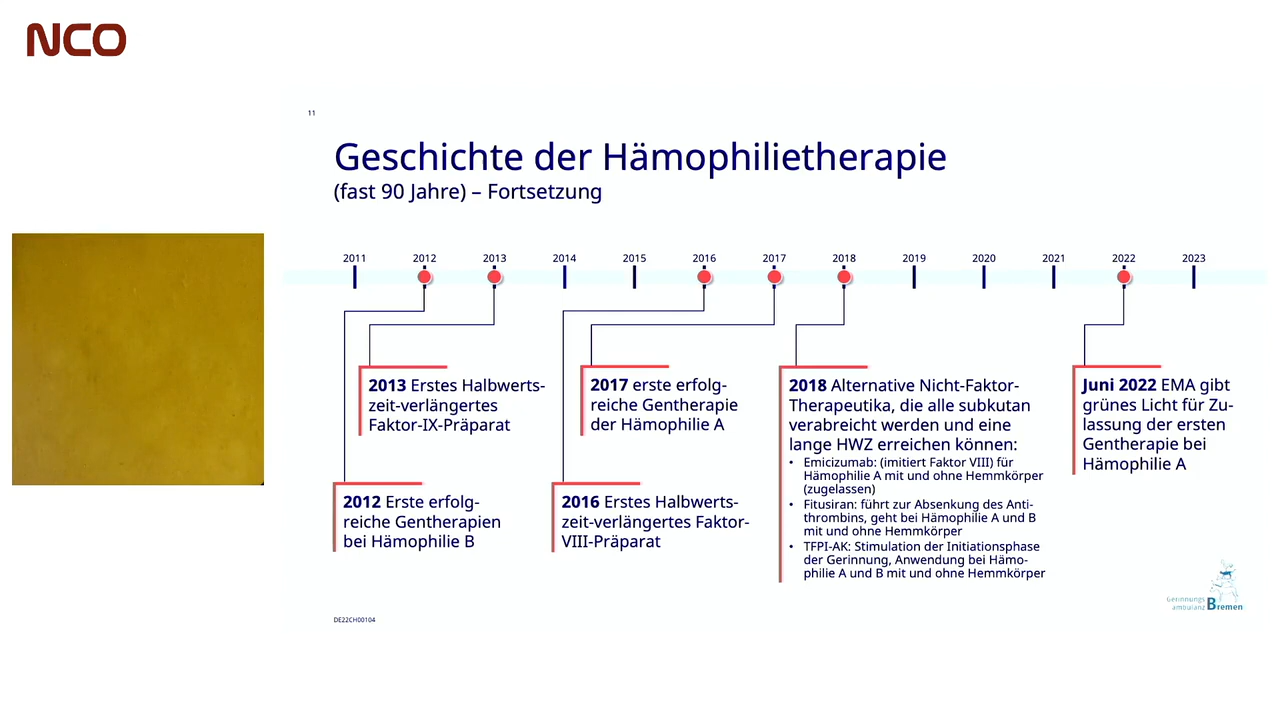 NCO
11
Geschichte der Hämophilietherapie
(fast 90 Jahre) – Fortsetzung
2011 2012 2013 2014 2015 2016 2017 2018 2019 2020 2021 2022 2023
2013 Erstes Halbwerts-
zeit-verlängertes
Faktor-IX-Präparat
2012 Erste erfolg-
reiche Gentherapien
bei Hämophilie B
2017 erste erfolg-
reiche Gentherapie
der Hämophilie A
2016 Erstes Halbwerts-
zeit-verlängertes Faktor-
VIII-Präparat
2018 Alternative Nicht-Faktor-
Therapeutika, die alle subkutan
verabreicht werden und eine
lange HWZ erreichen können:
• Emicizumab: (imitiert Faktor VIII) für
Hämophilie A mit und ohne Hemmkörper
(zugelassen)
• Fitusiran: führt zur Absenkung des Anti-
thrombins, geht bei Hämophilie A und B
mit und ohne Hemmkörper
• TFPI-AK: Stimulation der Initiationsphase
der Gerinnung, Anwendung bei Hämo-
philie A und B mit und ohne Hemmkörper
Juni 2022 EMA gibt
grünes Licht für Zu-
lassung der ersten
Gentherapie bei
Hämophilie A
Gerinnungs
ambulanz Bremen
DE22CH00104